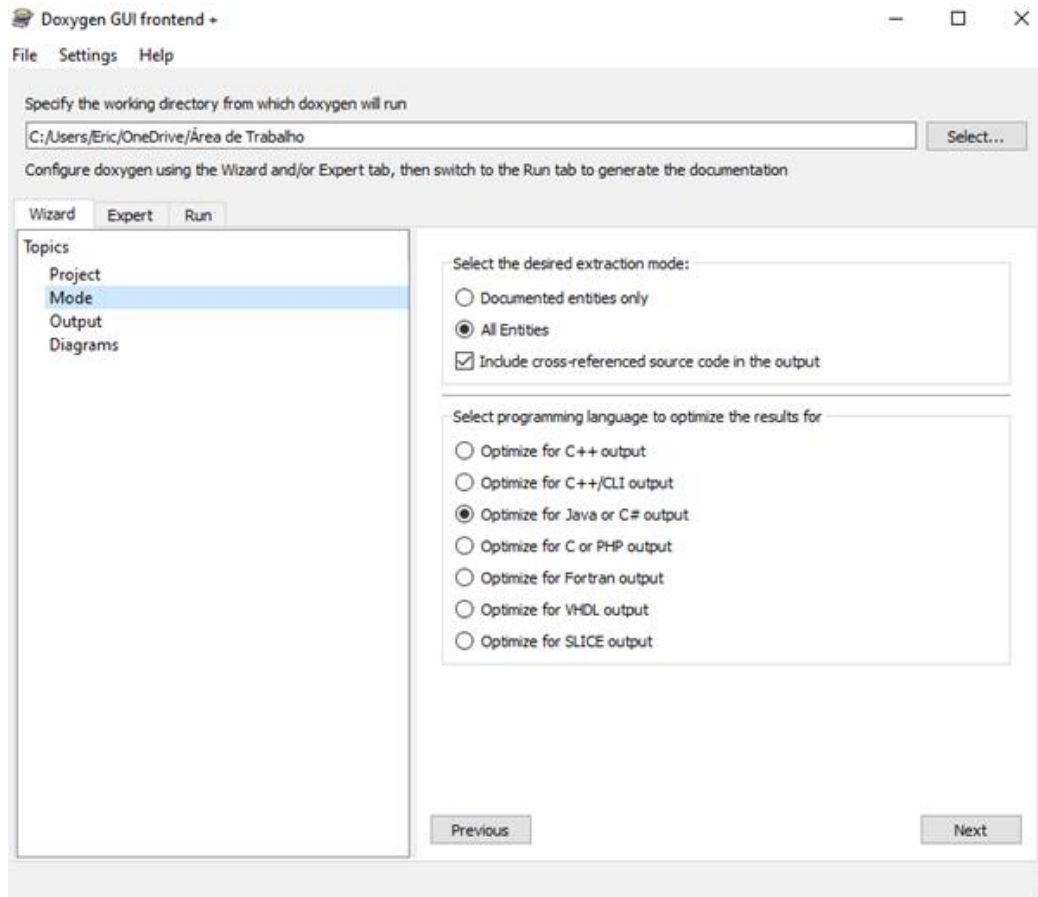 Doxygen GUI frontend +
File Settings Help
Specify the working directory from which doxygen will run
C:/Users/Eric/OneDrive/Área de Trabalho
Select...
Configure doxygen using the Wizard and/or Expert tab, then switch to the Run tab to generate the documentation
Wizard Expert Run
Topics
Project
Mode
Output
Diagrams
Select the desired extraction mode:
Documented entities only
All Entities
Include cross-referenced source code in the output
Select programming language to optimize the results for
Optimize for C++ output
Optimize for C++/CLI output
Optimize for Java or C# output
Optimize for C or PHP output
Optimize for Fortran output
Optimize for VHDL output
Optimize for SLICE output
Previous
Next